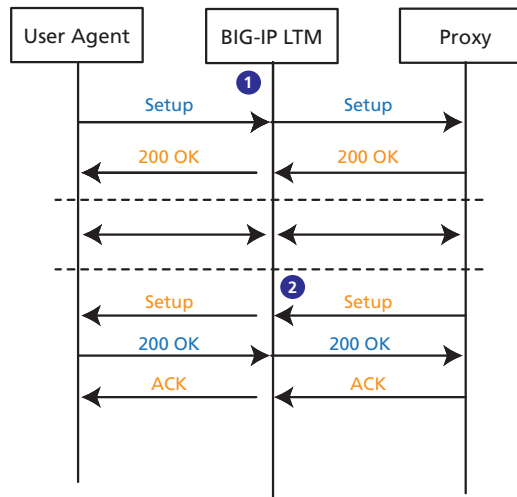 User Agent BIG-IP LTM Proxy
1
Setup Setup
200 OK 200 OK
2
Setup Setup
200 OK 200 OK
ACK ACK